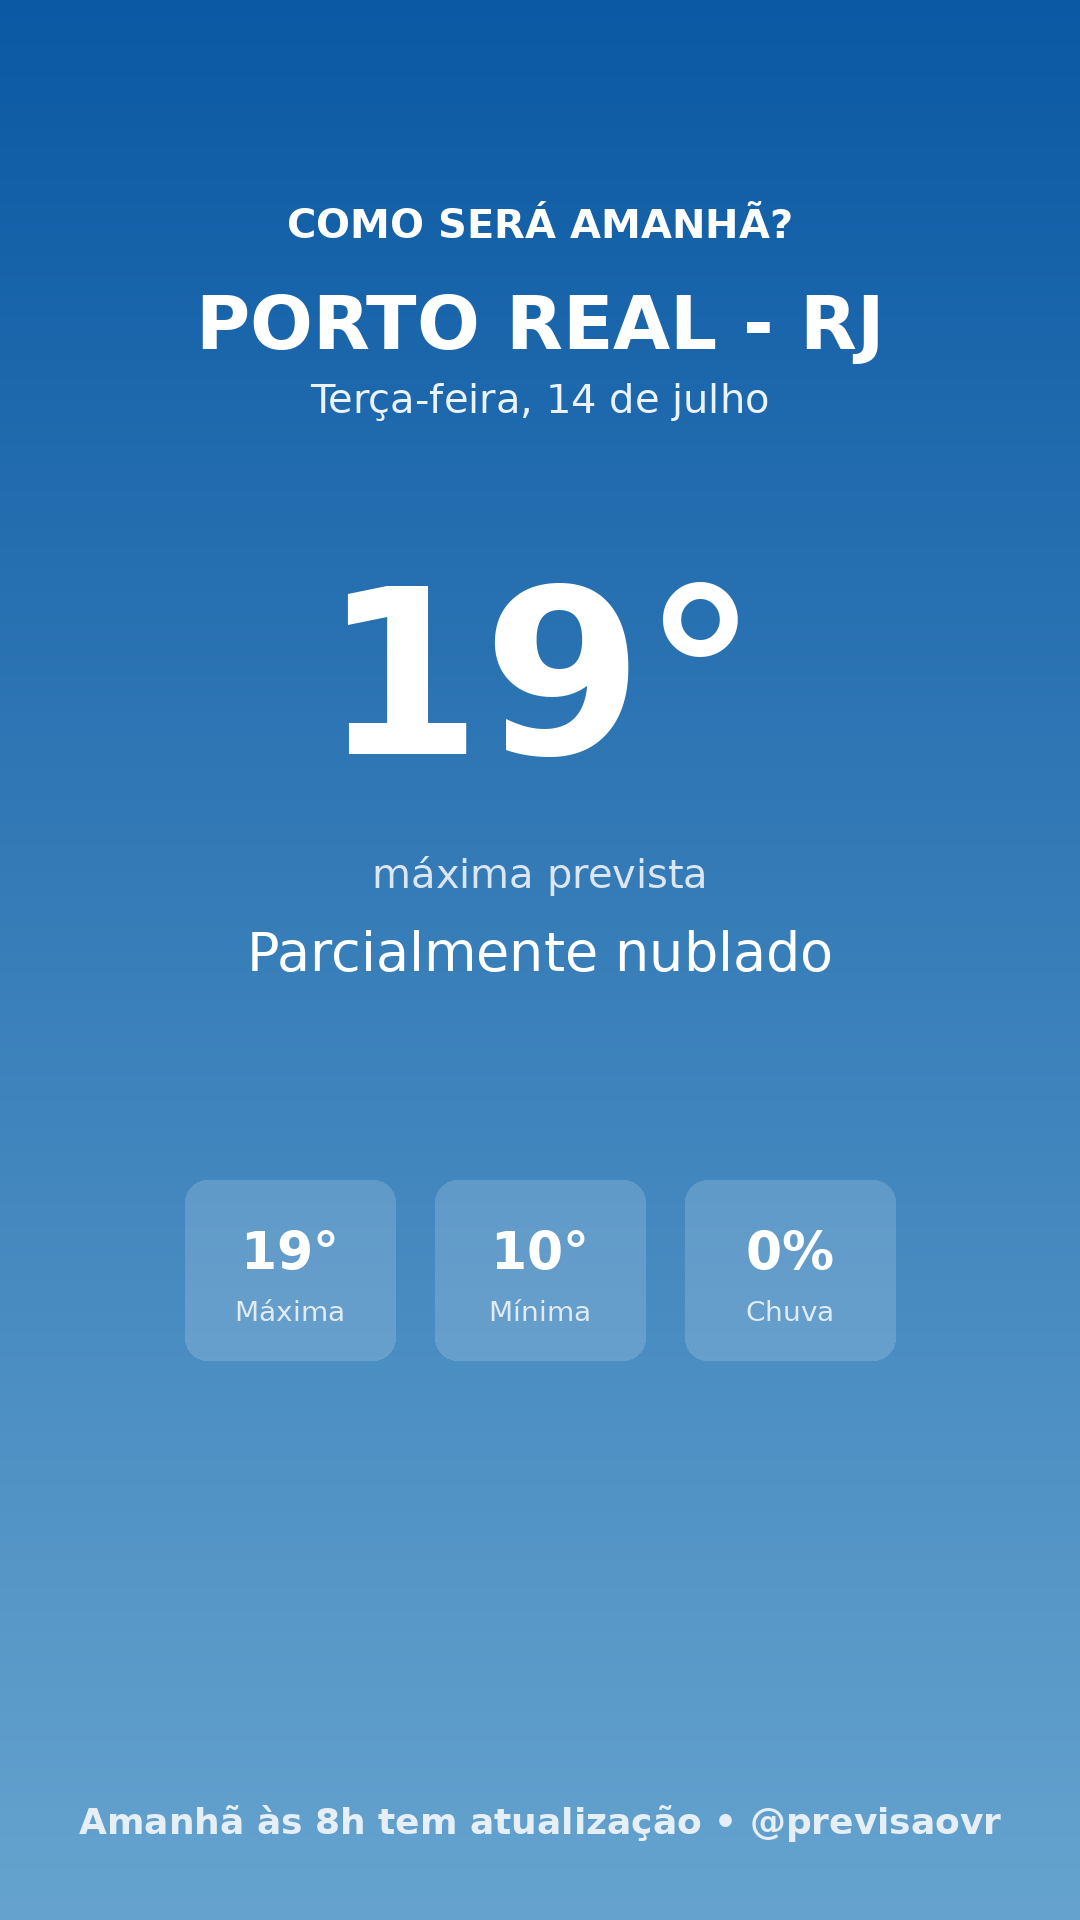 COMO SERÁ AMANHÃ?
PORTO REAL - RJ
Terça-feira, 14 de julho
19°
máxima prevista
Parcialmente nublado
19° 10° 0%
Máxima Mínima Chuva
Amanhã às 8h tem atualização • @previsaovr